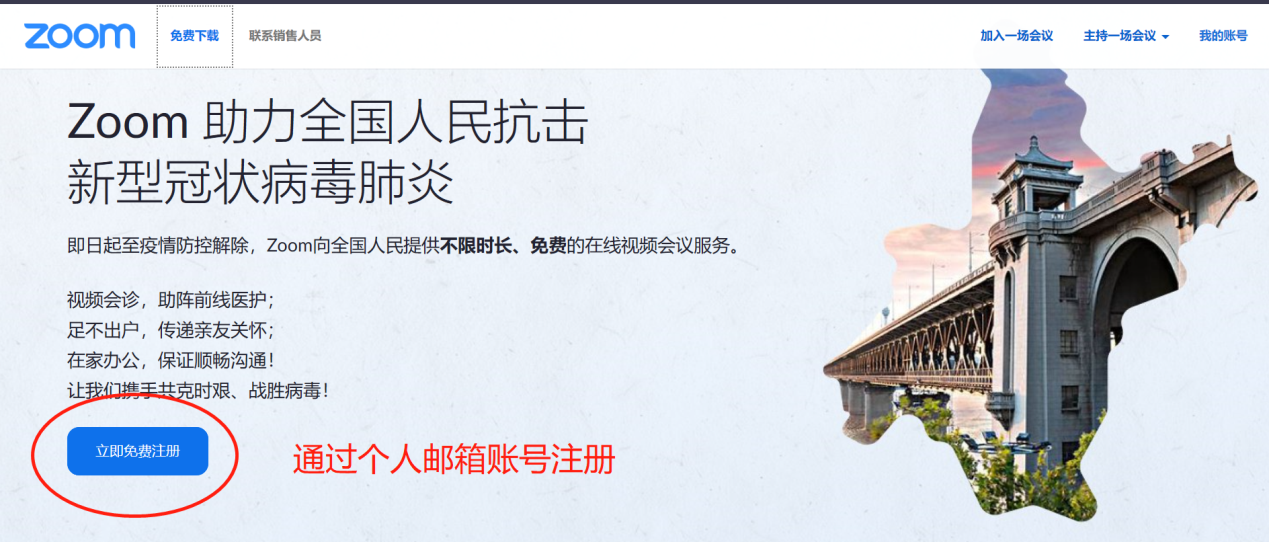 zoom 免费下载 联系销售人员 加入一场会议 主持一场会议 我的账号
Zoom 助力全国人民抗击
新型冠状病毒肺炎
即日起至疫情防控解除，Zoom向全国人民提供不限时长、免费的在线视频会议服务。
视频会诊，助阵前线医护；
足不出户，传递亲友关怀；
在家办公，保证顺畅沟通！
让我们携手共克时艰、战胜病毒！
立即免费注册
通过个人邮箱账号注册